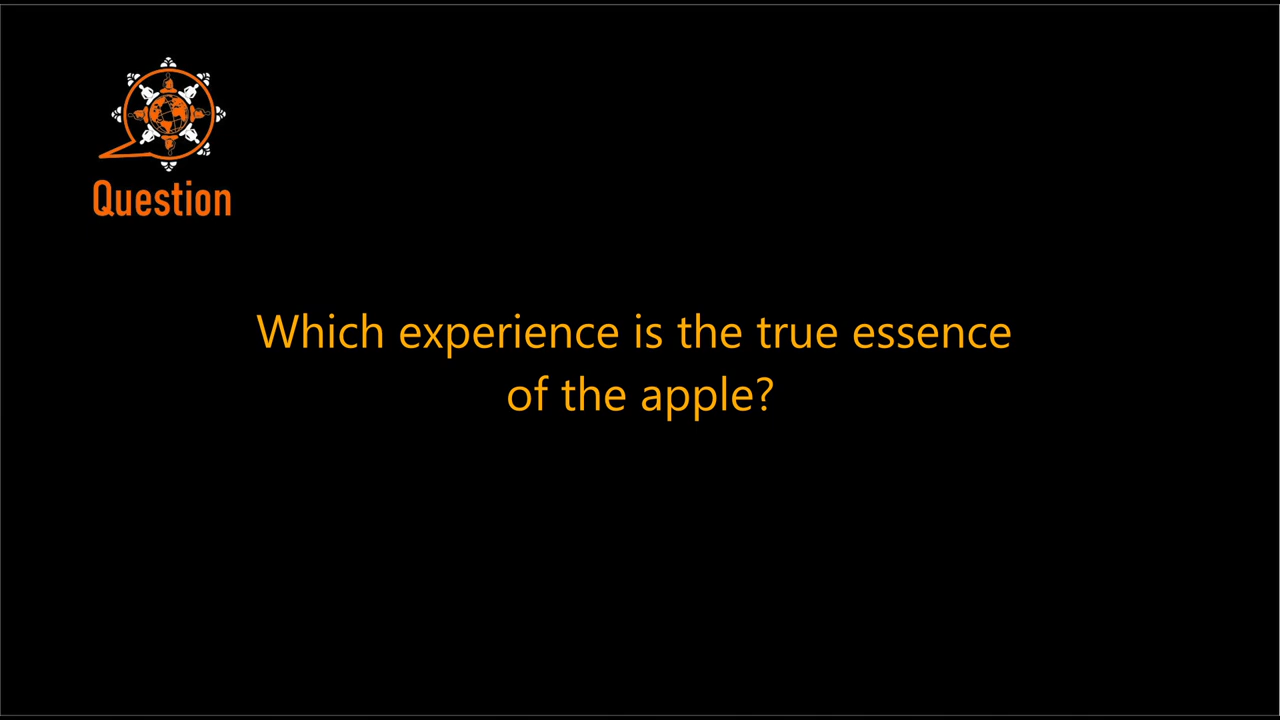 Question
Which experience is the true essence
of the apple?